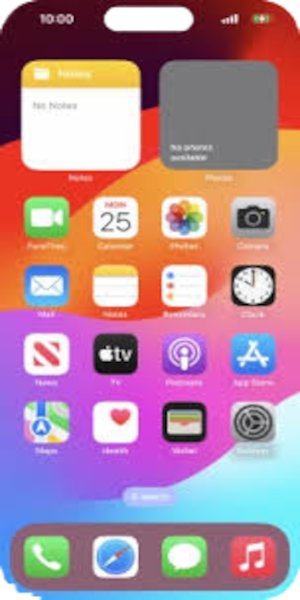 10:00
Notes
No Notes
No photos
available
Notes
Photos
FaceTime
MON
25
Calendar
Photos
Camera
Mail
Notes
Reminders
Clock
News
tv
TV
Podcasts
App Store
Maps
Health
Wallet
Settings
Search